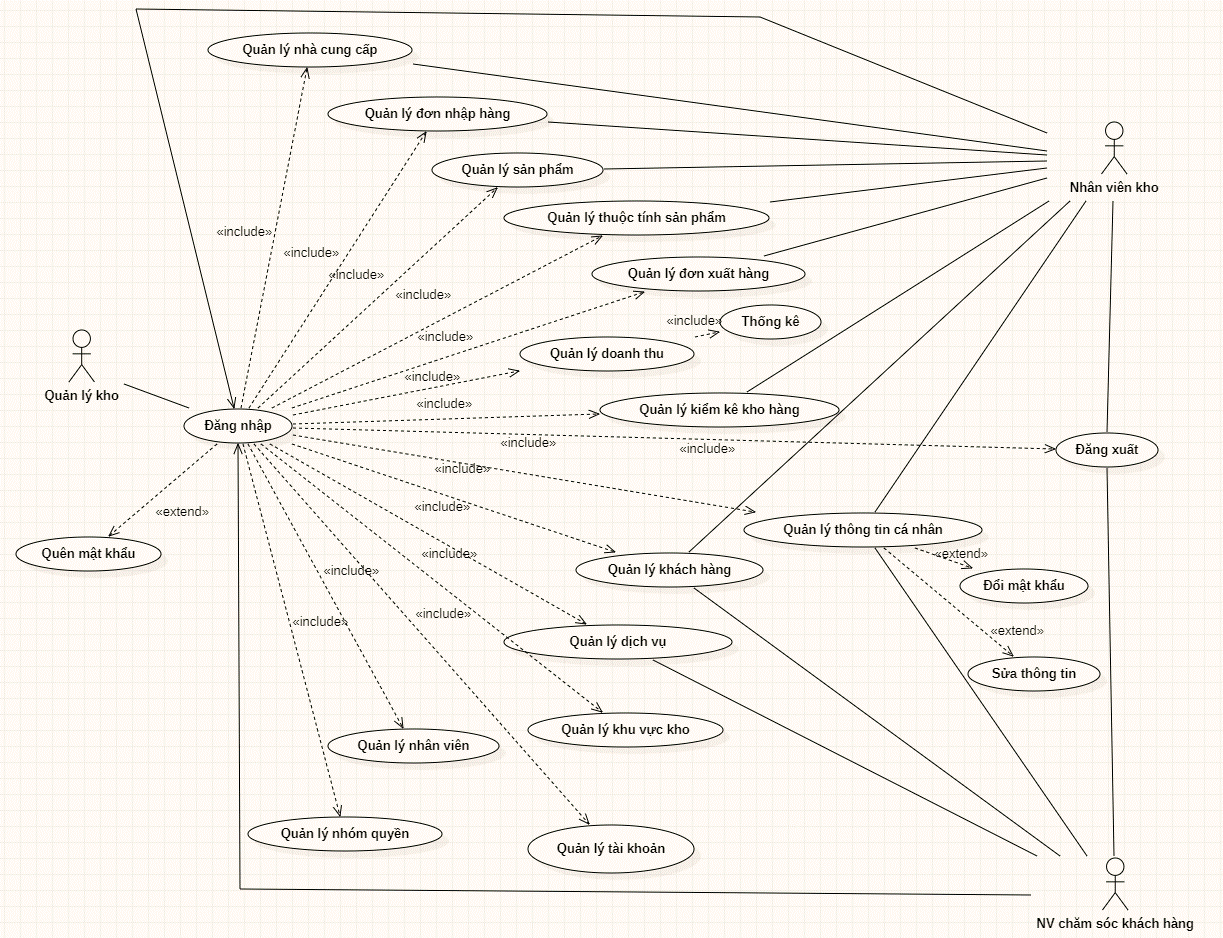 Quản lý nhà cung cấp
Quản lý đơn nhập hàng
Quản lý sản phẩm
Nhân viên kho
Quản lý thuộc tính sản phẩm
«include»
«include»
«include»
Quản lý đơn xuất hàng
«include»
«include»
Thống kê
«include»
Quản lý doanh thu
«include»
Quản lý kho
«include»
Quản lý kiểm kê kho hàng
Đăng nhập
«include»
«include»
Đăng xuất
«include»
«include»
«extend»
Quản lý thông tin cá nhân
Quên mật khẩu
«include»
«extend»
«include»
Quản lý khách hàng
Đổi mật khẩu
«include»
«include»
«extend»
Quản lý dịch vụ
Sửa thông tin
Quản lý khu vực kho
Quản lý nhân viên
Quản lý nhóm quyền
Quản lý tài khoản
NV chăm sóc khách hàng